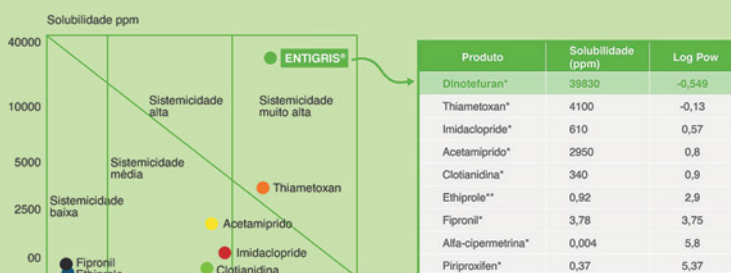 Solubilidade ppm
40000
10000
5000
2500
00
ENTIGRIS®
Sistemicidade
alta
Sistemicidade
muito alta
Sistemicidade
média
Sistemicidade
baixa
Thiametoxan
Acetamiprido
Imidaclopride
Clotianidina
Fipronil
Ethiprole
Produto Solubilidade (ppm) Log Pow
Dinotefuran* 39830 -0,549
Thiametoxan* 4100 -0,13
Imidaclopride* 610 0,57
Acetamiprido* 2950 0,8
Clotianidina* 340 0,9
Ethiprole** 0,92 2,9
Fipronil* 3,78 3,75
Alfa-cipermetrina* 0,004 5,8
Piriproxifen* 0,37 5,37